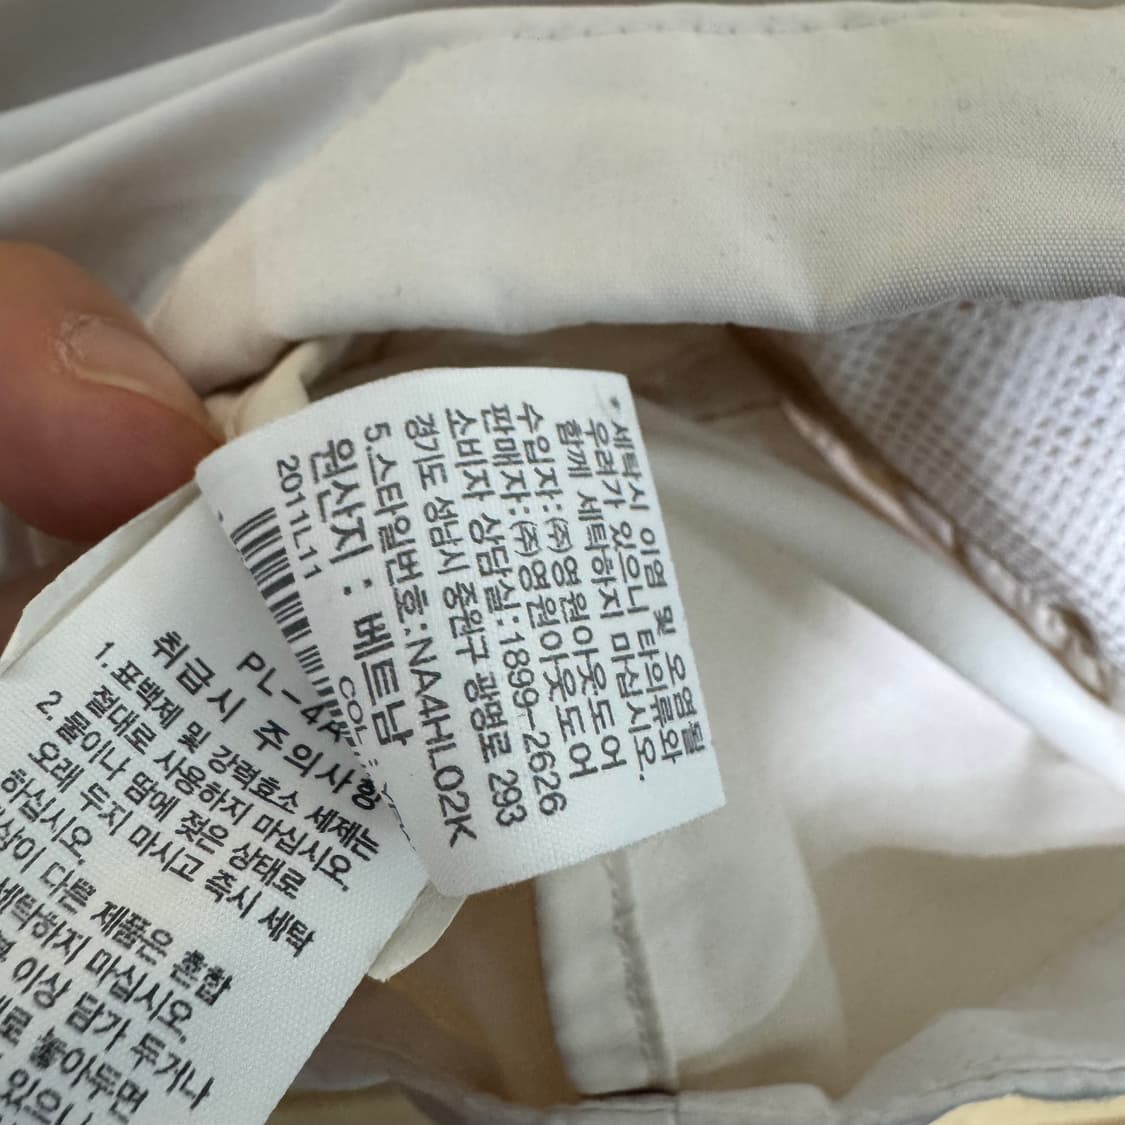 *세탁시 이염 및 오염될
우려가 있으니 타의류와
함께 세탁하지 마십시오.
수입자:㈜영원아웃도어
판매자:㈜영원아웃도어
소비자 상담실:1899-2626
경기도 성남시 중원구 광명로 293
5.스타일번호:NA4HL02K
원산지 : 베트남
2011L11
COL.:
PL-4
취급시 주의사항
1.표백제 및 강력효소 세제는
절대로 사용하지 마십시오.
2.물이나 땀에 젖은 상태로
오래 두지 마시고 즉시 세탁
하십시오.
다른 제품은 혼합
세탁하지 마십시오.
이상 담가 두거나
놓아두면
있으니